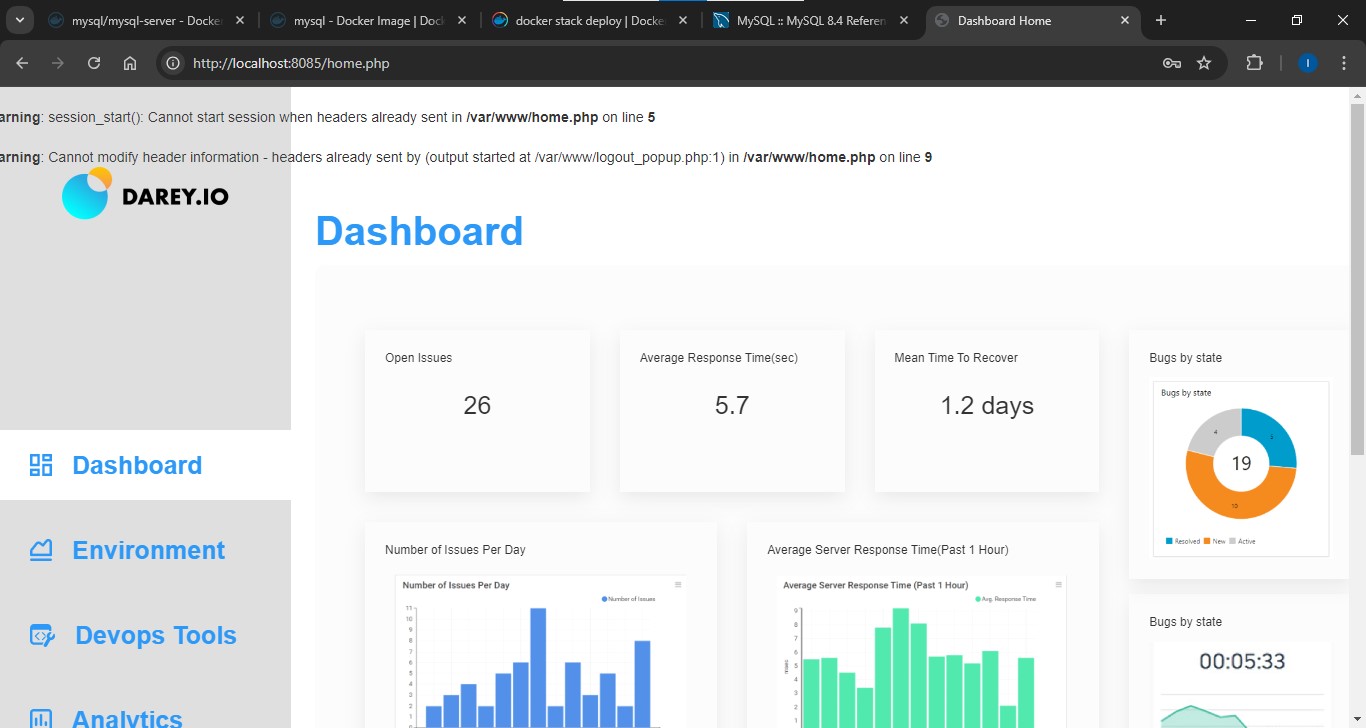 mysql/mysql-server - Docke
mysql - Docker Image | Doc
docker stack deploy | Docke
MySQL :: MySQL 8.4 Referen
Dashboard Home
http://localhost:8085/home.php
I
arning: session_start(): Cannot start session when headers already sent in /var/www/home.php on line 5
arning: Cannot modify header information - headers already sent by (output started at /var/www/logout_popup.php:1) in /var/www/home.php on line 9
DAREY.IO
Dashboard
Environment
Devops Tools
Analytics
Dashboard
Open Issues
26
Average Response Time(sec)
5.7
Mean Time To Recover
1.2 days
Bugs by state
Bugs by state
4
5
19
10
Resolved New Active
Number of Issues Per Day
Number of Issues Per Day
Number of Issues
11
10
9
8
7
6
5
4
3
2
1
Average Server Response Time(Past 1 Hour)
Average Server Response Time (Past 1 Hour)
Avg. Response Time
9
8
7
6
5
4
3
2
1
Bugs by state
00:05:33